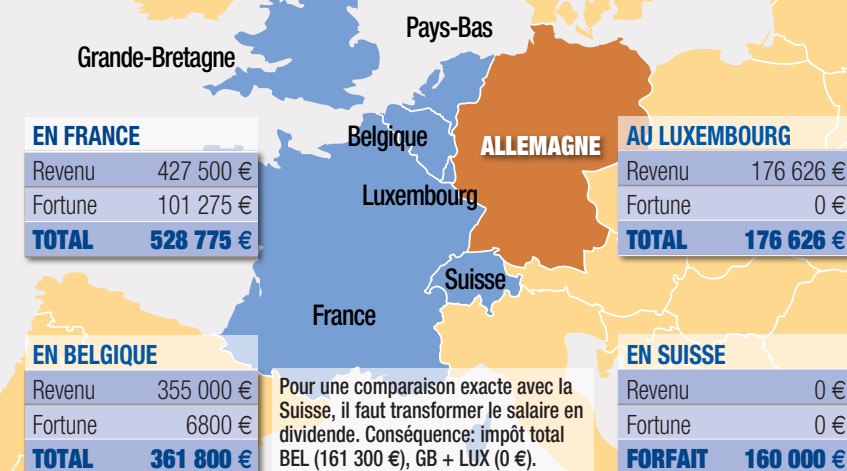 Pays-Bas
Grande-Bretagne
Belgique
ALLEMAGNE
Luxembourg
Suisse
France
EN FRANCE
Revenu 427 500 €
Fortune 101 275 €
TOTAL 528 775 €
AU LUXEMBOURG
Revenu 176 626 €
Fortune 0 €
TOTAL 176 626 €
EN BELGIQUE
Revenu 355 000 €
Fortune 6800 €
TOTAL 361 800 €
Pour une comparaison exacte avec la
Suisse, il faut transformer le salaire en
dividende. Conséquence: impôt total
BEL (161 300 €), GB + LUX (0 €).
EN SUISSE
Revenu 0 €
Fortune 0 €
FORFAIT 160 000 €